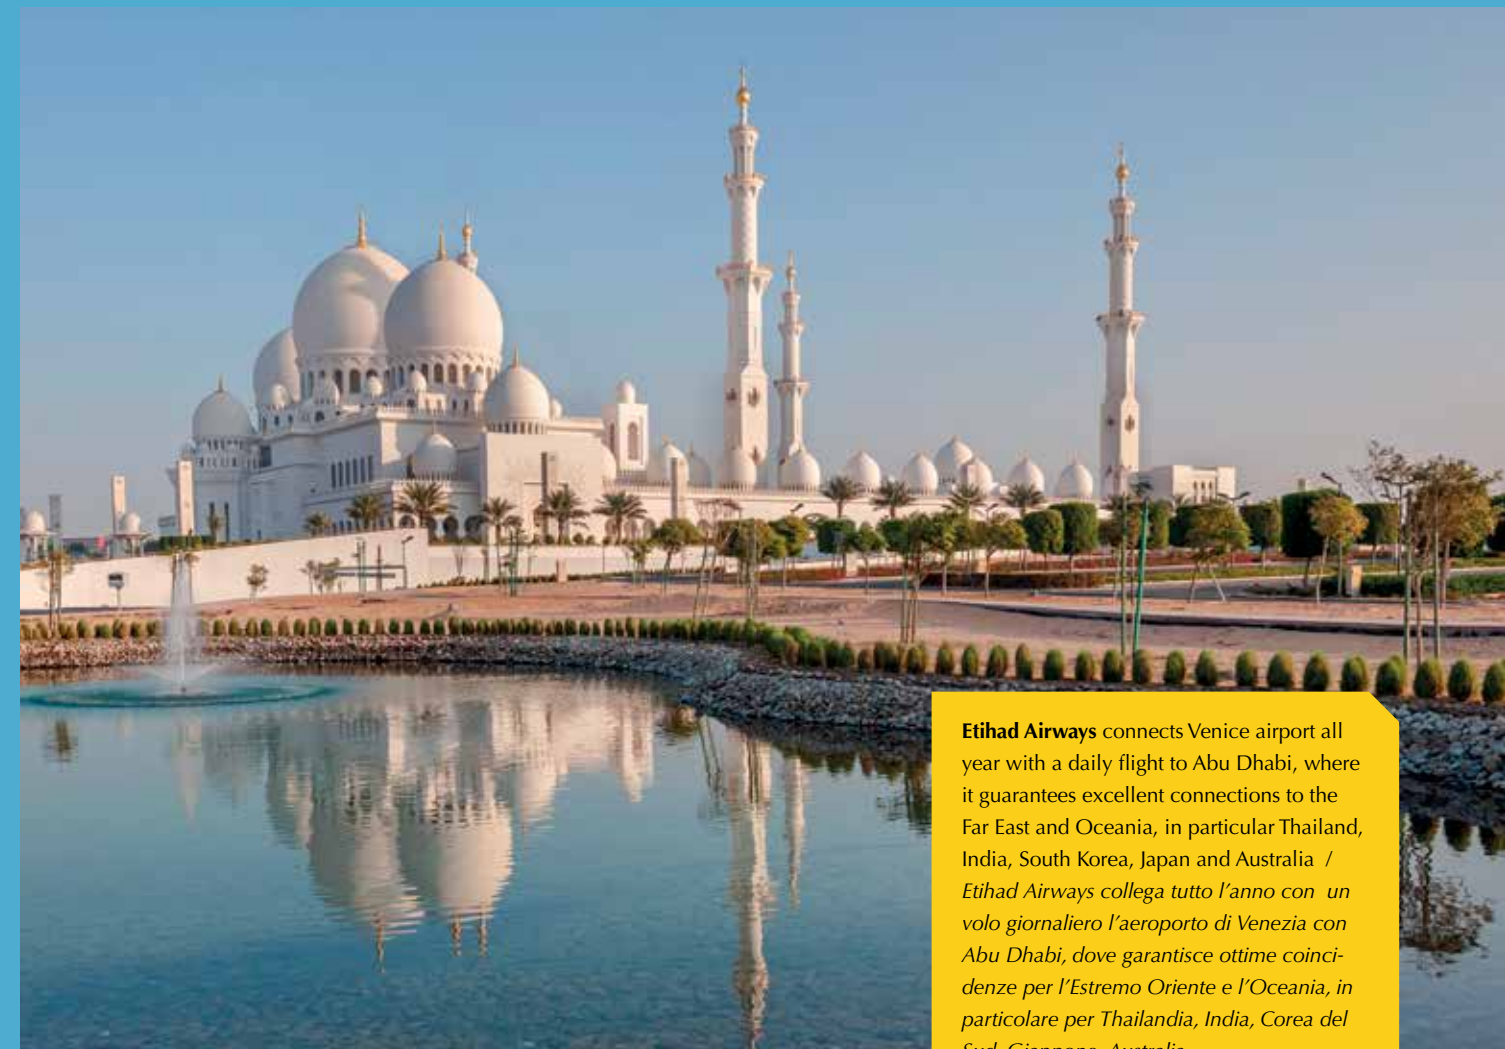 Etihad Airways connects Venice airport all
year with a daily flight to Abu Dhabi, where
it guarantees excellent connections to the
Far East and Oceania, in particular Thailand,
India, South Korea, Japan and Australia /
Etihad Airways collega tutto l'anno con un
volo giornaliero l'aeroporto di Venezia con
Abu Dhabi, dove garantisce ottime coinci-
denze per l'Estremo Oriente e l'Oceania, in
particolare per Thailandia, India, Corea del
Sud, Giappone, Australia